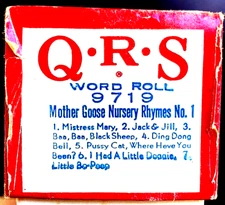 Q·R·S
WORD ROLL
9719
Mother Goose Nursery Rhymes No. 1
1. Mistress Mary, 2. Jack & Jill, 3.
Baa, Baa, Black Sheep, 4. Ding Dong
Bell, 5. Pussy Cat, Where Have You
Been? 6. I Had A Little Donnie, 7.
Little Bo-Peep